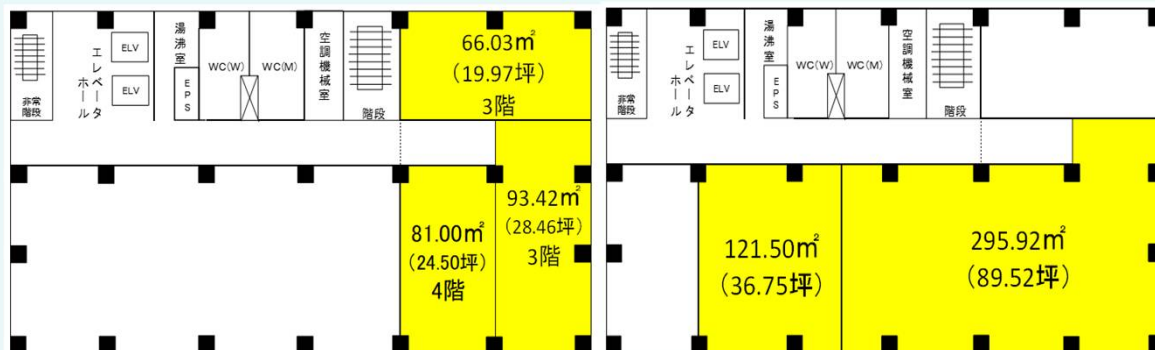 非常階段
エレベータホール
ELV
ELV
湯沸室
EPS
WC(W)
WC(M)
空調機械室
階段
66.03㎡
(19.97坪)
3階
93.42㎡
(28.46坪)
3階
81.00㎡
(24.50坪)
4階
非常階段
エレベータホール
ELV
ELV
湯沸室
EPS
WC(W)
WC(M)
空調機械室
階段
121.50㎡
(36.75坪)
295.92㎡
(89.52坪)